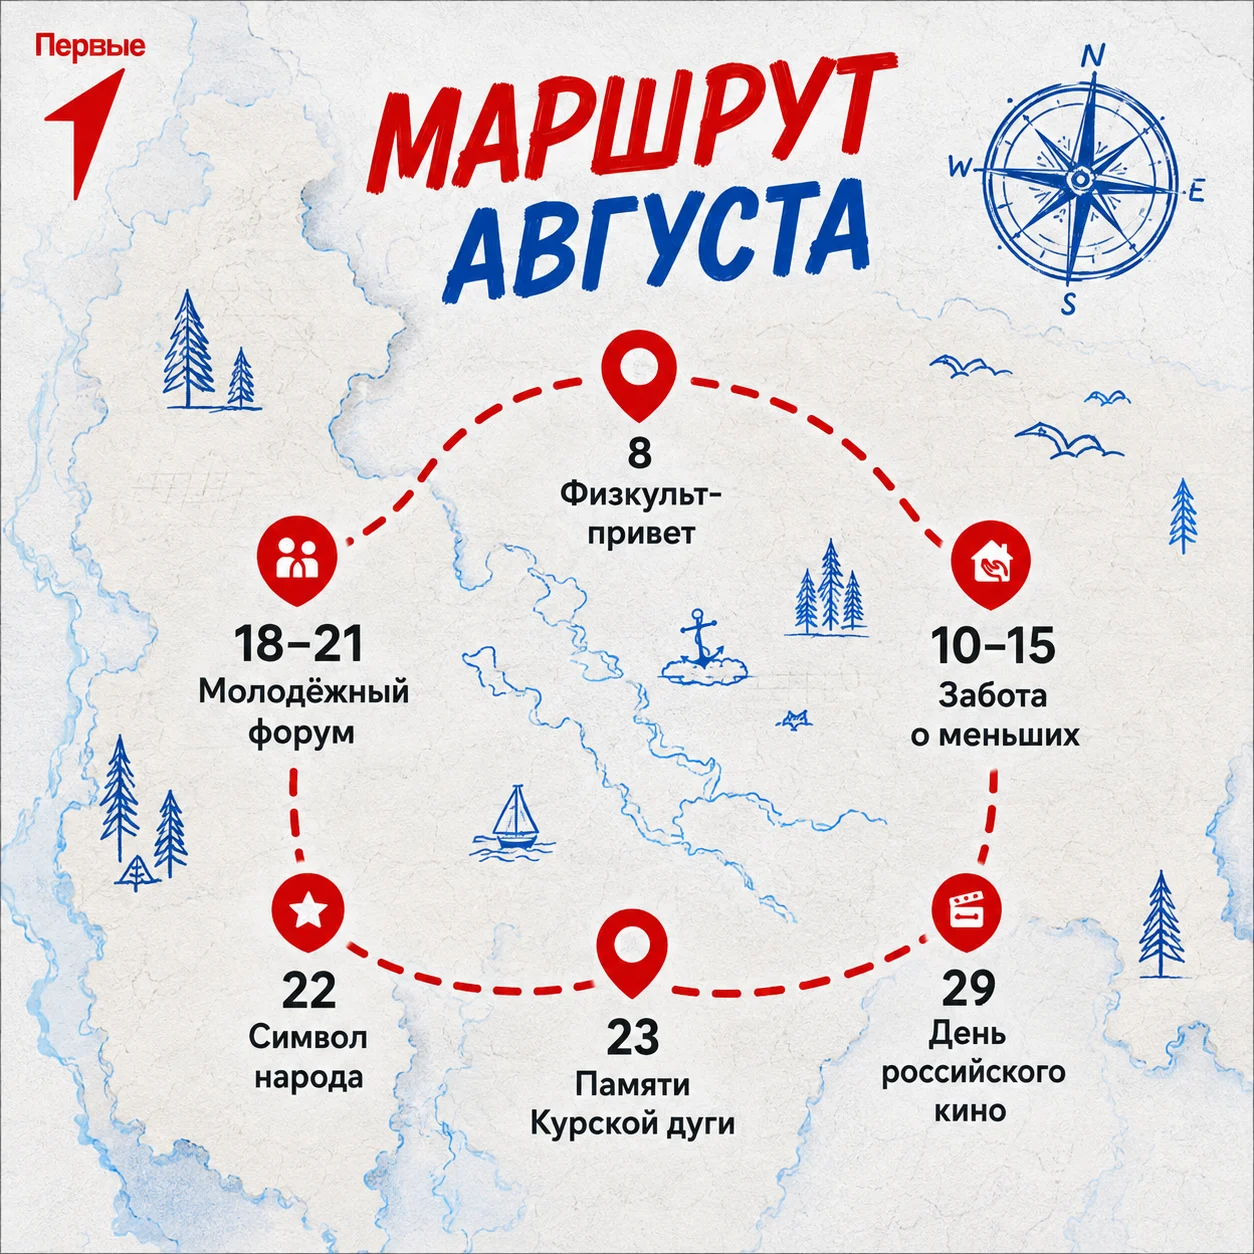 Первые
МАРШРУТ
АВГУСТА
N
W
E
S
8
Физкульт-
привет
18–21
Молодёжный
форум
10–15
Забота
о меньших
22
Символ
народа
23
Памяти
Курской дуги
29
День
российского
кино